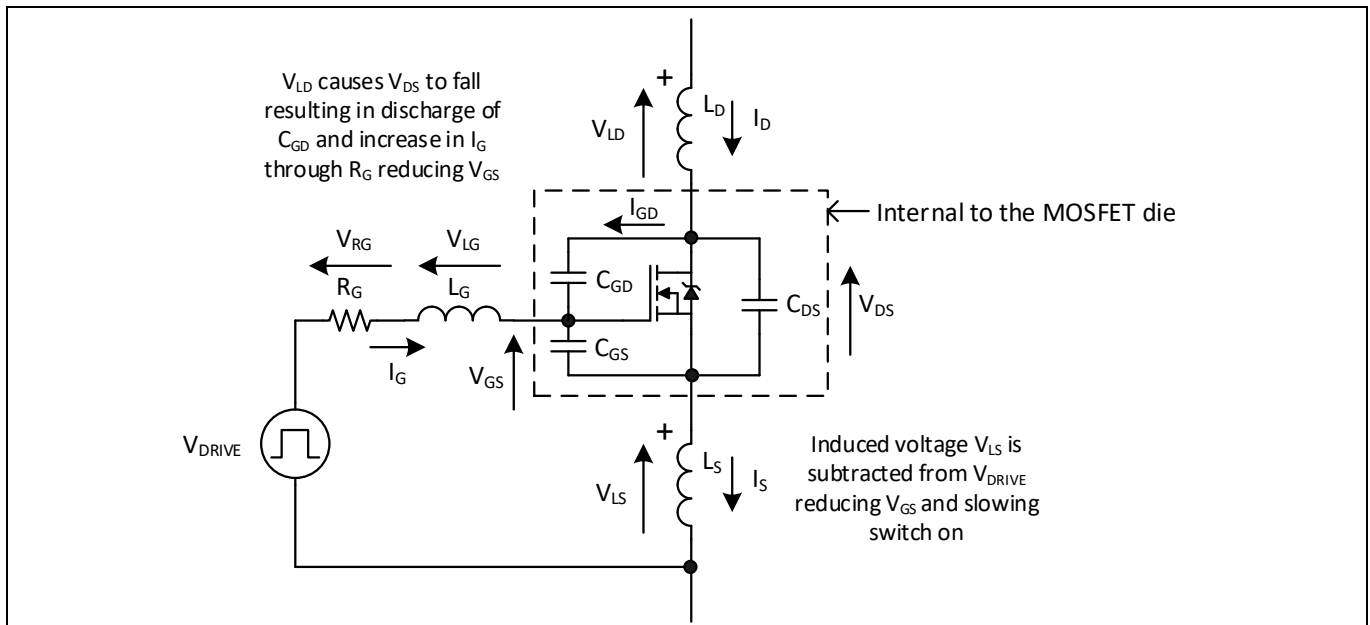 V_LD causes V_DS to fall
resulting in discharge of
C_GD and increase in I_G
through R_G reducing V_GS
+
L_D
I_D
V_LD
Internal to the MOSFET die
I_GD
V_RG
V_LG
R_G
L_G
C_GD
C_DS
V_DS
C_GS
I_G
V_GS
V_DRIVE
+
L_S
I_S
V_LS
Induced voltage V_LS is
subtracted from V_DRIVE
reducing V_GS and slowing
switch on